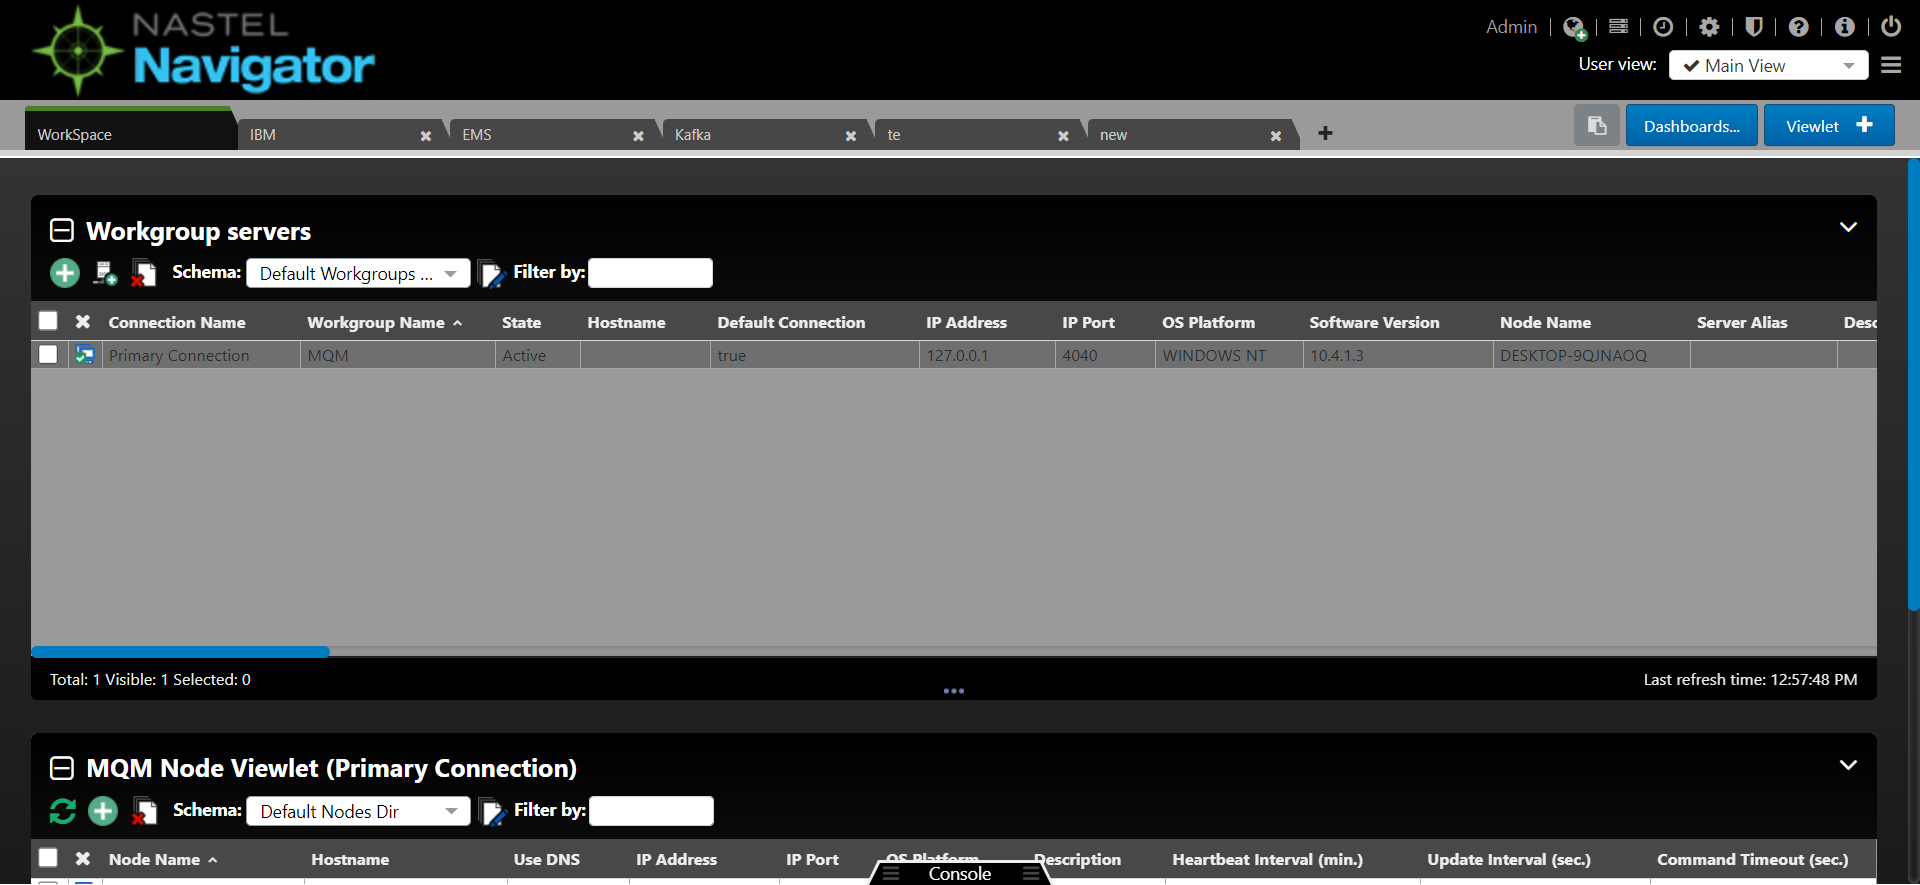 NASTEL
Navigator
Admin
User view: Main View
WorkSpace IBM EMS Kafka te new
Dashboards... Viewlet
Workgroup servers
Schema: Default Workgroups ... Filter by:
Connection Name Workgroup Name State Hostname Default Connection IP Address IP Port OS Platform Software Version Node Name Server Alias Desc
Primary Connection MQM Active true 127.0.0.1 4040 WINDOWS NT 10.4.1.3 DESKTOP-9QJNAOQ
Total: 1 Visible: 1 Selected: 0
Last refresh time: 12:57:48 PM
MQM Node Viewlet (Primary Connection)
Schema: Default Nodes Dir Filter by:
Node Name Hostname Use DNS IP Address IP Port OS Platform Description Heartbeat Interval (min.) Update Interval (sec.) Command Timeout (sec.)
Console